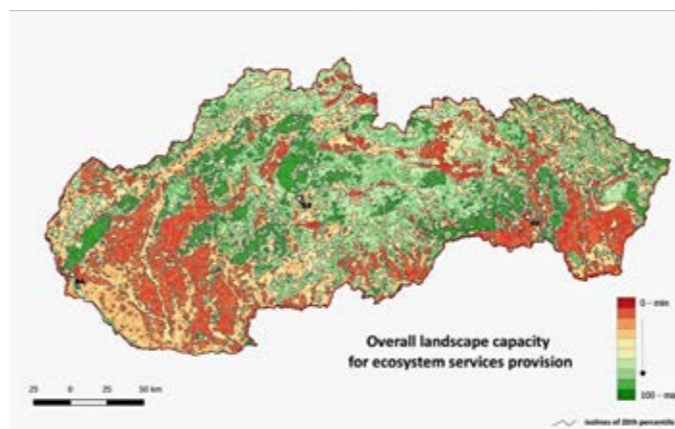 0 - min
Overall landscape capacity
for ecosystem services provision
100 - ma
25 0 25 50 km
isolines of 20th percentile